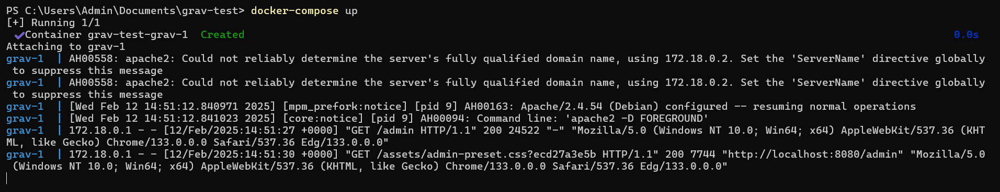 PS C:\Users\Admin\Documents\grav-test> docker-compose up
[+] Running 1/1
✔Container grav-test-grav-1  Created 0.0s
Attaching to grav-1
grav-1  | AH00558: apache2: Could not reliably determine the server's fully qualified domain name, using 172.18.0.2. Set the 'ServerName' directive globally
to suppress this message
grav-1  | AH00558: apache2: Could not reliably determine the server's fully qualified domain name, using 172.18.0.2. Set the 'ServerName' directive globally
to suppress this message
grav-1  | [Wed Feb 12 14:51:12.840971 2025] [mpm_prefork:notice] [pid 9] AH00163: Apache/2.4.54 (Debian) configured -- resuming normal operations
grav-1  | [Wed Feb 12 14:51:12.841023 2025] [core:notice] [pid 9] AH00094: Command line: 'apache2 -D FOREGROUND'
grav-1  | 172.18.0.1 - - [12/Feb/2025:14:51:27 +0000] "GET /admin HTTP/1.1" 200 24522 "-" "Mozilla/5.0 (Windows NT 10.0; Win64; x64) AppleWebKit/537.36 (KHT
ML, like Gecko) Chrome/133.0.0.0 Safari/537.36 Edg/133.0.0.0"
grav-1  | 172.18.0.1 - - [12/Feb/2025:14:51:30 +0000] "GET /assets/admin-preset.css?ecd27a3e5b HTTP/1.1" 200 7744 "http://localhost:8080/admin" "Mozilla/5.0
(Windows NT 10.0; Win64; x64) AppleWebKit/537.36 (KHTML, like Gecko) Chrome/133.0.0.0 Safari/537.36 Edg/133.0.0.0"